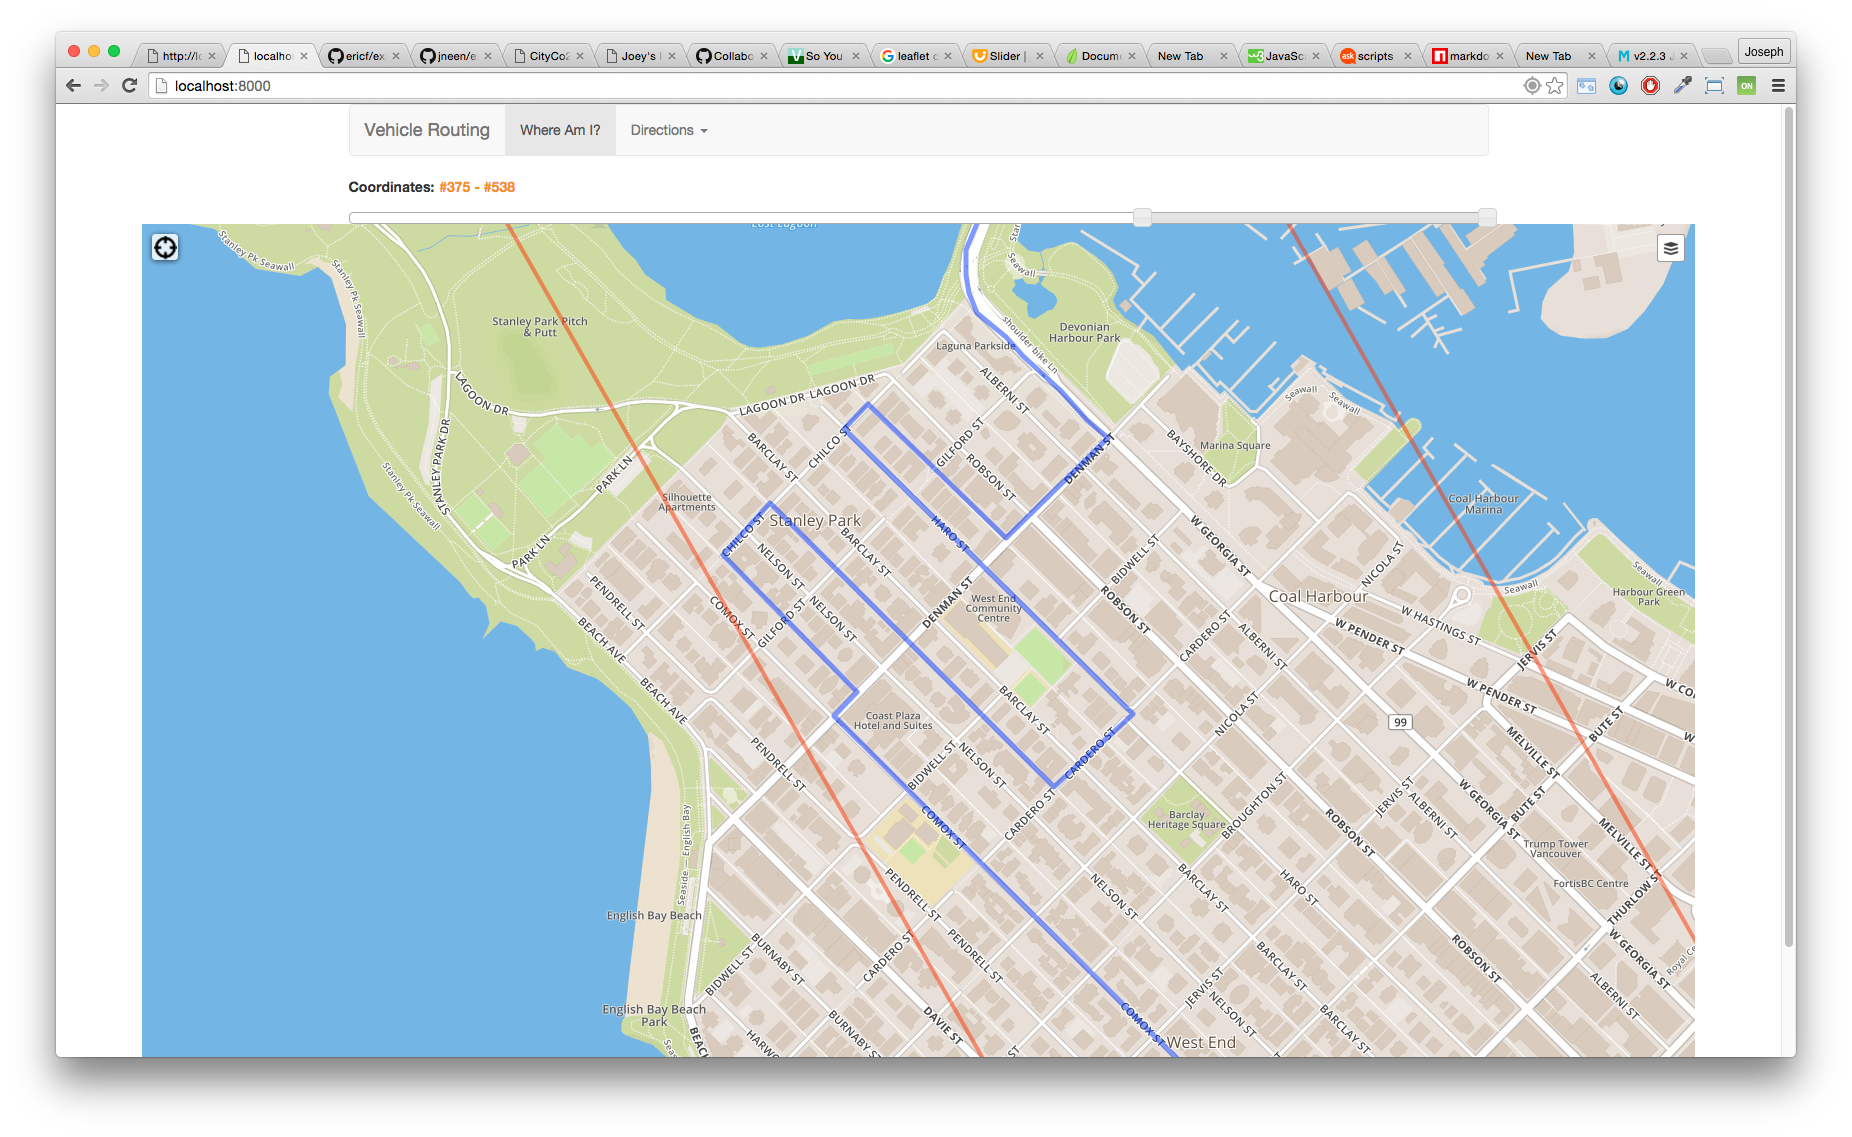 http://lo
localhos
ericf/ex
jneen/e
CityCo2
Joey's
Collabo
So You
leaflet c
Slider |
Docum
New Tab
JavaSc
scripts
markdo
New Tab
v2.2.3
Joseph
localhost:8000
ON
Vehicle Routing
Where Am I?
Directions
Coordinates: #375 - #538
Lost Lagoon
Stanley Pk Seawall
Stanley Pk Seawall
Seawall
Stanley Park Pitch
& Putt
shoulder bike Ln
Devonian
Harbour Park
Laguna Parkside
ALBERNI ST
LAGOON DR
LAGOON DR
LAGOON DR
Seawall
Seawall
STANLEY PARK DR
Stanley Pk Seawall
BARCLAY ST
CHILCO ST
GILFORD ST
ROBSON ST
DENMAN ST
BAYSHORE DR
Marina Square
PARK LN
PARK LN
Silhouette
Apartments
Stanley Park
Coal Harbour
Marina
CHILCO ST
NELSON ST
BARCLAY ST
HARO ST
W GEORGIA ST
BIDWELL ST
NICOLA ST
Seawall
Seawall
Harbour Green
Park
PENDRELL ST
COMOX ST
GILFORD ST
NELSON ST
DENMAN ST
West End
Community
Centre
ROBSON ST
Coal Harbour
W HASTINGS ST
W PENDER ST
BEACH AVE
CARDERO ST
ALBERNI ST
JERVIS ST
BEACH AVE
BARCLAY ST
W PENDER ST
W CO
Coast Plaza
Hotel and Suites
NICOLA ST
99
BUTE ST
MELVILLE ST
PENDRELL ST
BIDWELL ST
NELSON ST
CARDERO ST
BROUGHTON ST
JERVIS ST
ALBERNI ST
W GEORGIA ST
BUTE ST
MELVILLE ST
Seaside — English Bay
COMOX ST
CARDERO ST
Barclay
Heritage Square
ROBSON ST
Trump Tower
Vancouver
FortisBC Centre
PENDRELL ST
NELSON ST
BARCLAY ST
HARO ST
THURLOW ST
English Bay Beach
BURNABY ST
BIDWELL ST
CARDERO ST
PENDRELL ST
BARCLAY ST
ROBSON ST
W GEORGIA ST
Royal Ce
English Bay Beach
Park
JERVIS ST
NELSON ST
ALBERNI ST
BEAC
HARW
BURNABY ST
DAVIE ST
COMOX ST
West End
BARCLAY ST